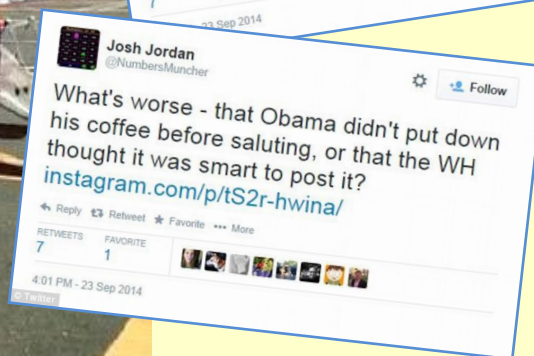 23 Sep 2014
Josh Jordan
@NumbersMuncher
Follow
What's worse - that Obama didn't put down
his coffee before saluting, or that the WH
thought it was smart to post it?
instagram.com/p/tS2r-hwina/
Reply Retweet Favorite More
RETWEETS FAVORITE
7 1
4:01 PM - 23 Sep 2014
© Twitter